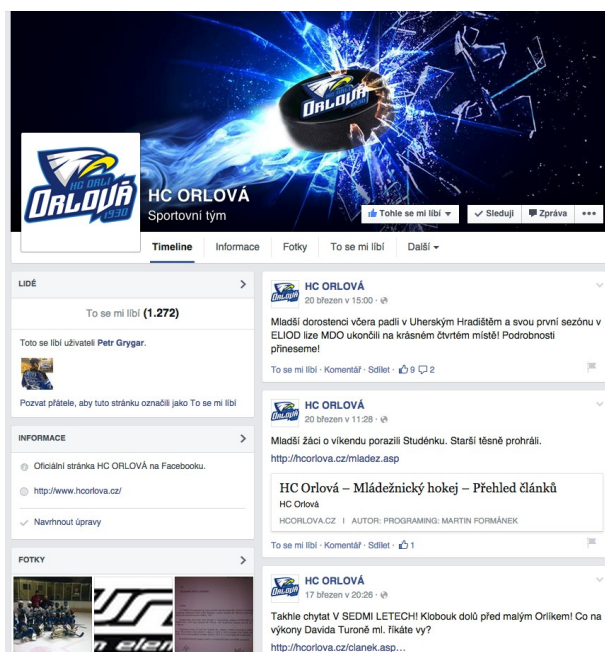 ORLOVÁ
HC ORLI
ORLOVÁ
1930
HC ORLOVÁ
Sportovní tým
Tohle se mi líbí
Sleduji
Zpráva
Timeline
Informace
Fotky
To se mi líbí
Další
LIDÉ
To se mi líbí (1.272)
Toto se líbí uživateli Petr Grygar.
Pozvat přátele, aby tuto stránku označili jako To se mi líbí
INFORMACE
Oficiální stránka HC ORLOVÁ na Facebooku.
http://www.hcorlova.cz/
Navrhnout úpravy
FOTKY
HC ORLOVÁ
20 březen v 15:00 ·
Mladší dorostenci včera padli v Uherským Hradištěm a svou první sezónu v
ELIOD lize MDO ukončili na krásném čtvrtém místě! Podrobnosti
přineseme!
To se mi líbí · Komentář · Sdílet · 9 2
HC ORLOVÁ
20 březen v 11:28 ·
Mladší žáci o víkendu porazili Studénku. Starší těsně prohráli.
http://hcorlova.cz/mladez.asp
HC Orlová – Mládežnický hokej – Přehled článků
HC Orlová
HCORLOVA.CZ | AUTOR: PROGRAMING: MARTIN FORMÁNEK
To se mi líbí · Komentář · Sdílet · 1
HC ORLOVÁ
17 březen v 20:26 ·
Takhle chytat V SEDMI LETECH! Klobouk dolů před malým Orlíkem! Co na
výkony Davida Turoně ml. říkáte vy?
http://hcorlova.cz/clanek.asp...